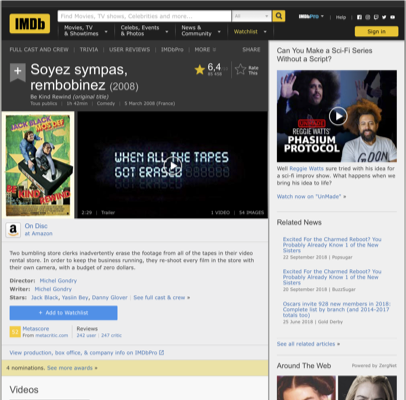 IMDb
Find Movies, TV shows, Celebrities and more...
All
Movies, TV
& Showtimes
Celebs, Events
& Photos
News &
Community
Watchlist
IMDbPro
Help
Sign in
FULL CAST AND CREW | TRIVIA | USER REVIEWS | IMDbPro | MORE
SHARE
Soyez sympas,
rembobinez (2008)
Be Kind Rewind (original title)
Tous publics | 1h 42min | Comedy | 5 March 2008 (France)
6,4
Rate
This
JACK BLACK MOS DEF
BE KIND REWIND
WHEN ALL THE TAPES
GOT ERASED
2:29 | Trailer
1 VIDEO | 54 IMAGES
On Disc
at Amazon
Two bumbling store clerks inadvertently erase the footage from all of the tapes in their video
rental store. In order to keep the business running, they re-shoot every film in the store with
their own camera, with a budget of zero dollars.
Director: Michel Gondry
Writer: Michel Gondry
Stars: Jack Black, Yasiin Bey, Danny Glover | See full cast & crew »
+ Add to Watchlist
Metascore
From metacritic.com
Reviews
242 user | 247 critic
View production, box office, & company info on IMDbPro
4 nominations. See more awards »
Videos
Can You Make a Sci-Fi Series
Without a Script?
REGGIE WATTS'
PHASIUM
PROTOCOL
Well Reggie Watts sure tried with his idea for
a sci-fi improv show. What happens when we
bring his idea to life?
Watch now on "UnMade" »
Related News
Excited For the Charmed Reboot? You
Probably Already Know 1 of the New
Sisters
22 September 2018 | Popsugar
Excited For the Charmed Reboot? You
Probably Already Know 1 of the New
Sisters
20 September 2018 | BuzzSugar
Oscars invite 928 new members in 2018:
Complete list by branch (and 2014-2017
totals too)
25 June 2018 | Gold Derby
See all related articles »
Around The Web
Powered by ZergNet